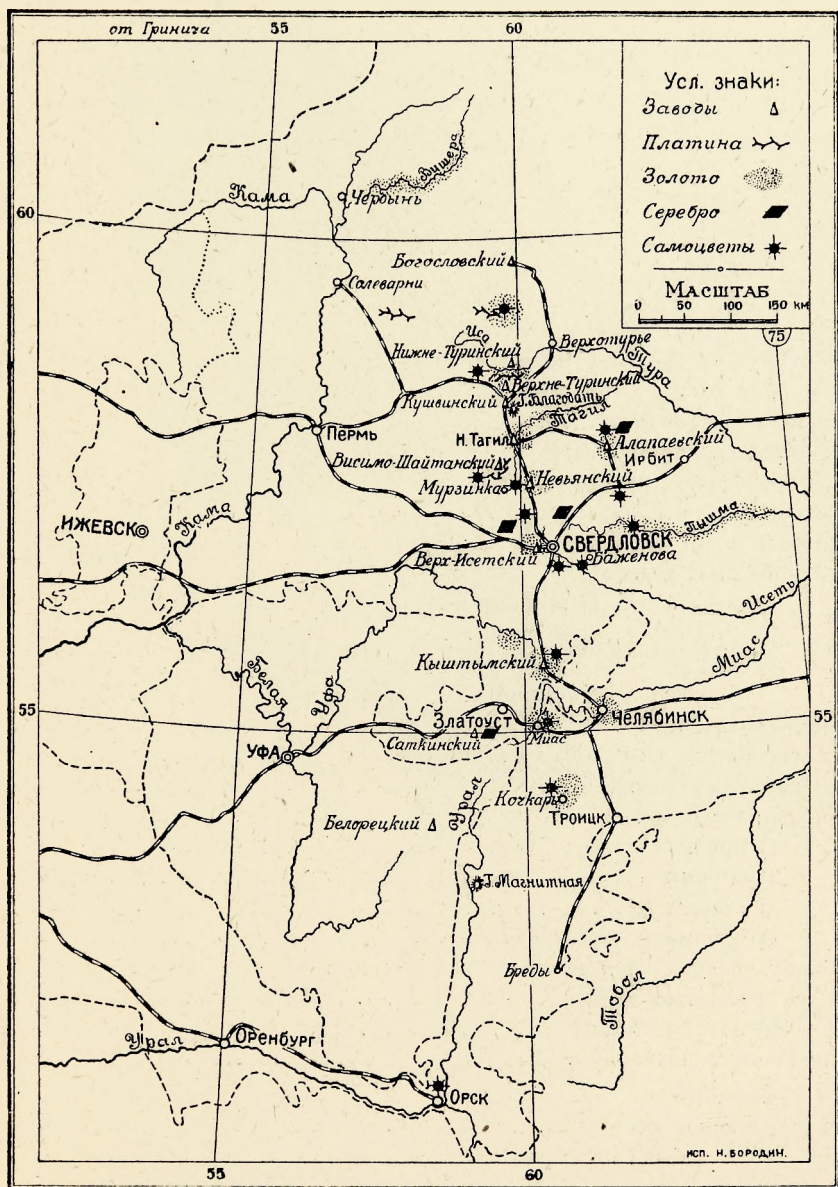 от Гринича
55
60
Усл. знаки:
Заводы
Платина
Золото
Серебро
Самоцветы
Масштаб
0 50 100 150 км
75
Вишера
Кама
Чердынь
60
Богословский
Солеварни
Иса
Верхотурье
Нижне-Туринский
Тура
Верхне-Туринский
Кушвинский
Г. Благодать
Тагил
Пермь
Н. Тагил
Алапаевский
Ирбит
Висимо-Шайтанский
Невьянский
Мурзинка
Кама
Пышма
ИЖЕВСК
СВЕРДЛОВСК
Верх-Исетский
Баженова
Исеть
Миас
Белая
Уфа
Кыштымский
55
Златоуст
Челябинск
55
УФА
Саткинский
Миас
Урал
Кочкарь
Троицк
Белорецкий
Г. Магнитная
Бреды
Тобол
Урал
Оренбург
Орск
исп. Н. Бородин.
55
60